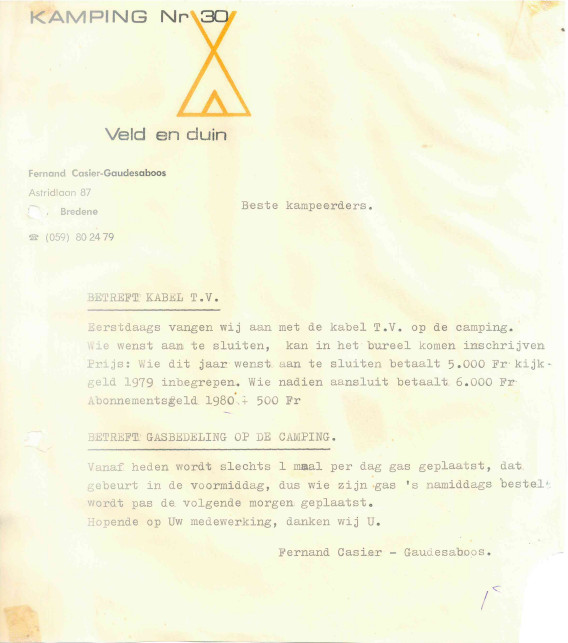 KAMPING Nr 30
Veld en duin
Fernand Casier-Gaudesaboos
Astridlaan 87
Bredene
☎ (059) 80 24 79
Beste kampeerders.
BETREFT KABEL T.V.
Eerstdaags vangen wij aan met de kabel T.V. op de camping.
Wie wenst aan te sluiten, kan in het bureel komen inschrijven
Prijs: Wie dit jaar wenst aan te sluiten betaalt 5.000 Fr kijk-
geld 1979 inbegrepen. Wie nadien aansluit betaalt 6.000 Fr
Abonnementsgeld 1980 ÷ 500 Fr
BETREFT GASBEDELING OP DE CAMPING.
Vanaf heden wordt slechts 1 maal per dag gas geplaatst, dat
gebeurt in de voormiddag, dus wie zijn gas 's namiddags bestelt
wordt pas de volgende morgen geplaatst.
Hopende op Uw medewerking, danken wij U.
Fernand Casier - Gaudesaboos.